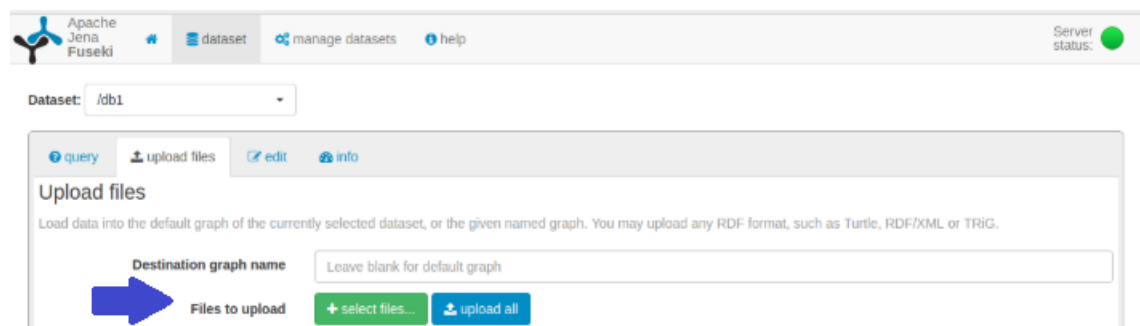 Apache
Jena
Fuseki
dataset
manage datasets
help
Server
status:
Dataset: /db1
query
upload files
edit
info
Upload files
Load data into the default graph of the currently selected dataset, or the given named graph. You may upload any RDF format, such as Turtle, RDF/XML or TRiG.
Destination graph name
Leave blank for default graph
Files to upload
+ select files...
upload all